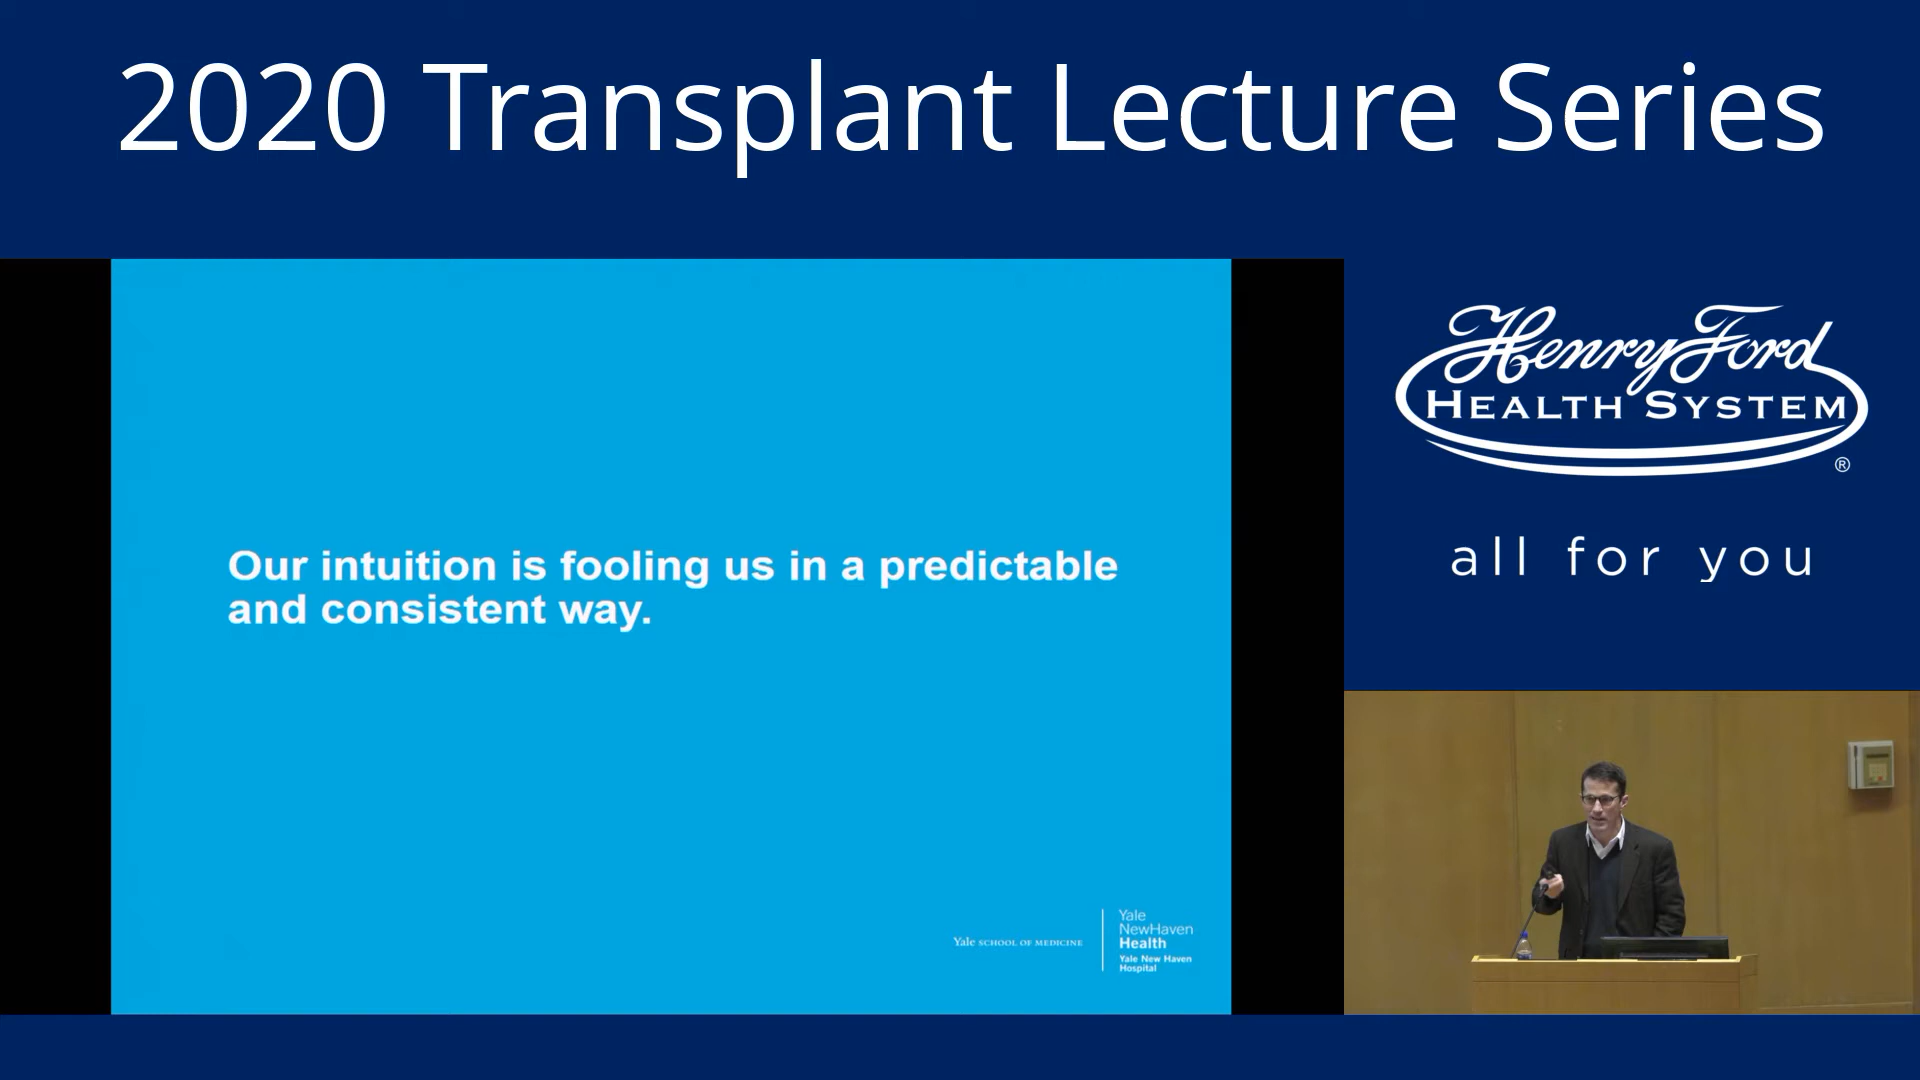 2020 Transplant Lecture Series
Our intuition is fooling us in a predictable
and consistent way.
Yale SCHOOL OF MEDICINE
Yale
NewHaven
Health
Yale New Haven
Hospital
Henry Ford
HEALTH SYSTEM
®
all for you